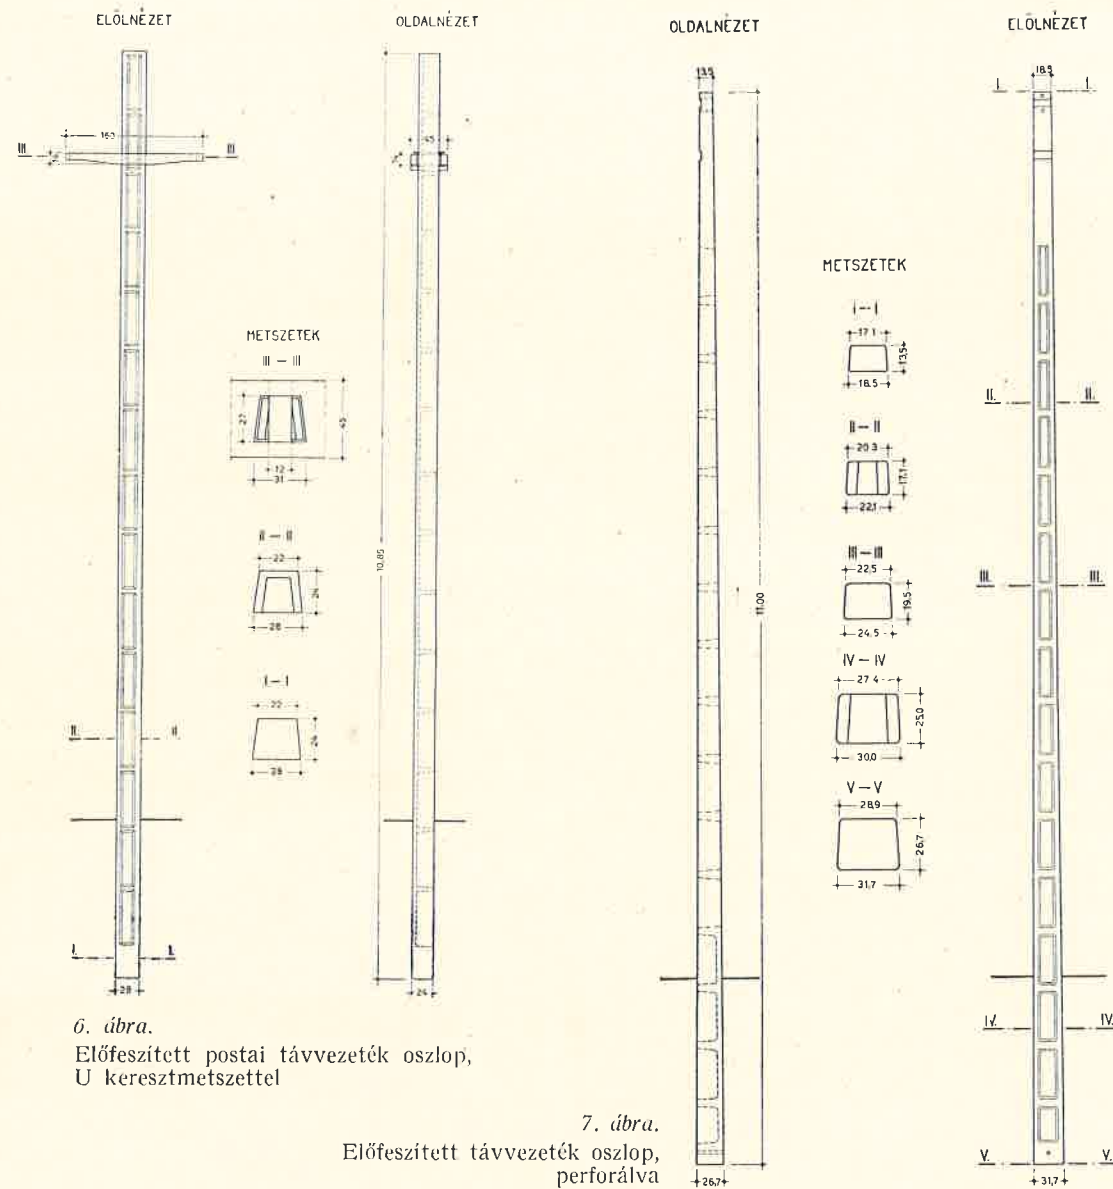 ELŐLNÉZET
OLDALNÉZET
160
III.
III
45
10,85
METSZETEK
III — III
27
45
12
31
II — II
22
24
28
I — I
22
24
28
II.
II
I.
I.
28
24
6. ábra.
Előfeszített postai távvezeték oszlop,
U keresztmetszettel
OLDALNÉZET
ELŐLNÉZET
13,5
18,5
I.
I.
11,00
METSZETEK
I — I
17,1
13,5
18,5
II — II
20,3
17,1
22,1
III — III
22,5
19,5
24,5
IV — IV
27,4
25,0
30,0
V — V
28,9
26,7
31,7
II.
II.
III.
III.
IV.
IV.
V.
V.
26,7
31,7
7. ábra.
Előfeszített távvezeték oszlop,
perforálva